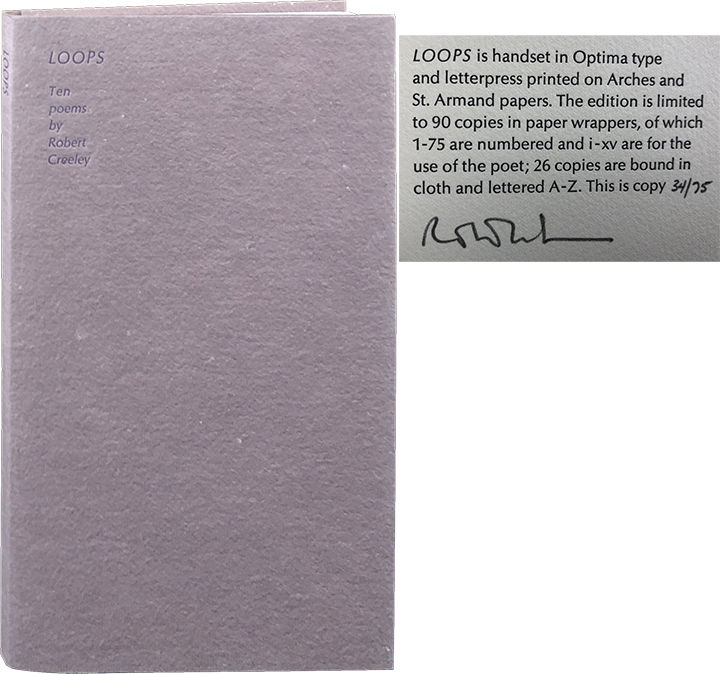 LOOPS
LOOPS
Ten
poems
by
Robert
Creeley
LOOPS is handset in Optima type
and letterpress printed on Arches and
St. Armand papers. The edition is limited
to 90 copies in paper wrappers, of which
1-75 are numbered and i-xv are for the
use of the poet; 26 copies are bound in
cloth and lettered A-Z. This is copy 34/75